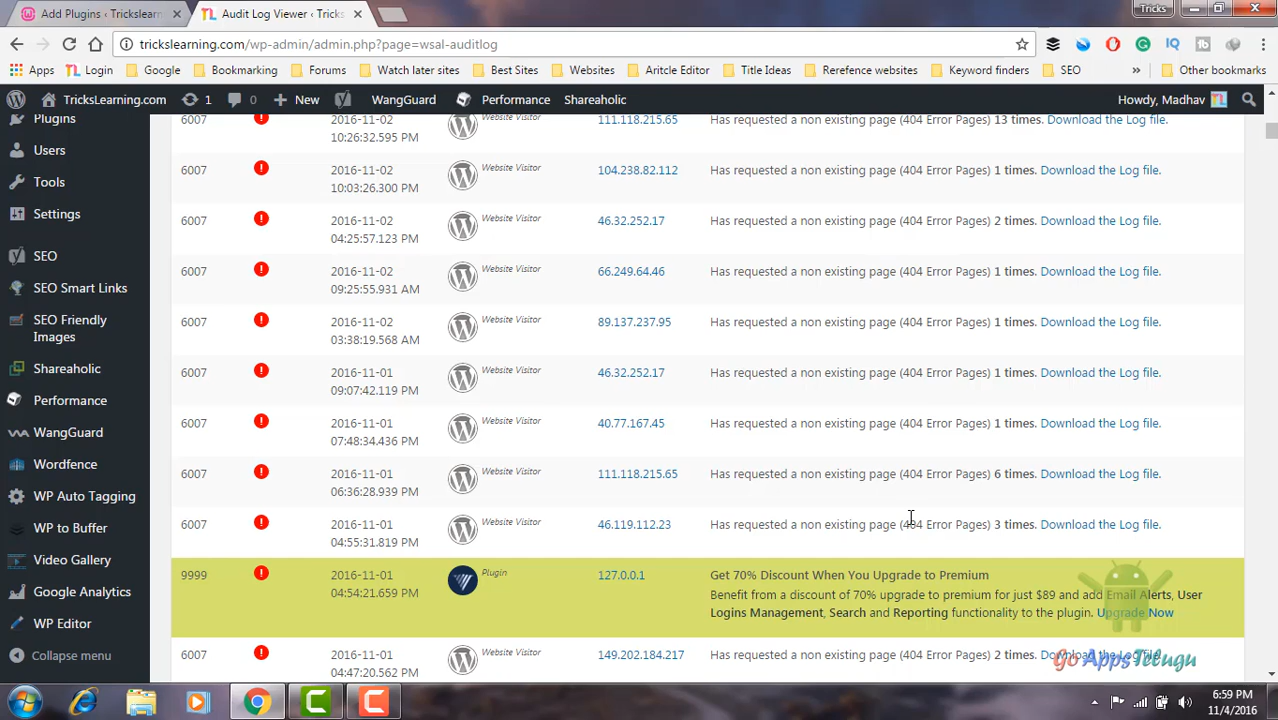 Add Plugins ‹ Trickslearn
Audit Log Viewer ‹ Tricks
Tricks
trickslearning.com/wp-admin/admin.php?page=wsal-auditlog
Apps Login Google Bookmarking Forums Watch later sites Best Sites Websites Aritcle Editor Title Ideas Rerefence websites Keyword finders SEO » Other bookmarks
TricksLearning.com 1 0 New WangGuard Performance Shareaholic Howdy, Madhav
Plugins
Users
Tools
Settings
SEO
SEO Smart Links
SEO Friendly
Images
Shareaholic
Performance
WangGuard
Wordfence
WP Auto Tagging
WP to Buffer
Video Gallery
Google Analytics
WP Editor
Collapse menu
6007 2016-11-02 Website Visitor 111.118.215.65 Has requested a non existing page (404 Error Pages) 13 times. Download the Log file.
10:26:32.595 PM
6007 2016-11-02 Website Visitor 104.238.82.112 Has requested a non existing page (404 Error Pages) 1 times. Download the Log file.
10:03:26.300 PM
6007 2016-11-02 Website Visitor 46.32.252.17 Has requested a non existing page (404 Error Pages) 2 times. Download the Log file.
04:25:57.123 PM
6007 2016-11-02 Website Visitor 66.249.64.46 Has requested a non existing page (404 Error Pages) 1 times. Download the Log file.
09:25:55.931 AM
6007 2016-11-02 Website Visitor 89.137.237.95 Has requested a non existing page (404 Error Pages) 1 times. Download the Log file.
03:38:19.568 AM
6007 2016-11-01 Website Visitor 46.32.252.17 Has requested a non existing page (404 Error Pages) 1 times. Download the Log file.
09:07:42.119 PM
6007 2016-11-01 Website Visitor 40.77.167.45 Has requested a non existing page (404 Error Pages) 1 times. Download the Log file.
07:48:34.436 PM
6007 2016-11-01 Website Visitor 111.118.215.65 Has requested a non existing page (404 Error Pages) 6 times. Download the Log file.
06:36:28.939 PM
6007 2016-11-01 Website Visitor 46.119.112.23 Has requested a non existing page (404 Error Pages) 3 times. Download the Log file.
04:55:31.819 PM
9999 2016-11-01 Plugin 127.0.0.1 Get 70% Discount When You Upgrade to Premium
04:54:21.659 PM Benefit from a discount of 70% upgrade to premium for just $89 and add Email Alerts, User
Logins Management, Search and Reporting functionality to the plugin. Upgrade Now
6007 2016-11-01 Website Visitor 149.202.184.217 Has requested a non existing page (404 Error Pages) 2 times. Download the Log file.
04:47:20.562 PM
Go Apps Telugu
6:59 PM
11/4/2016